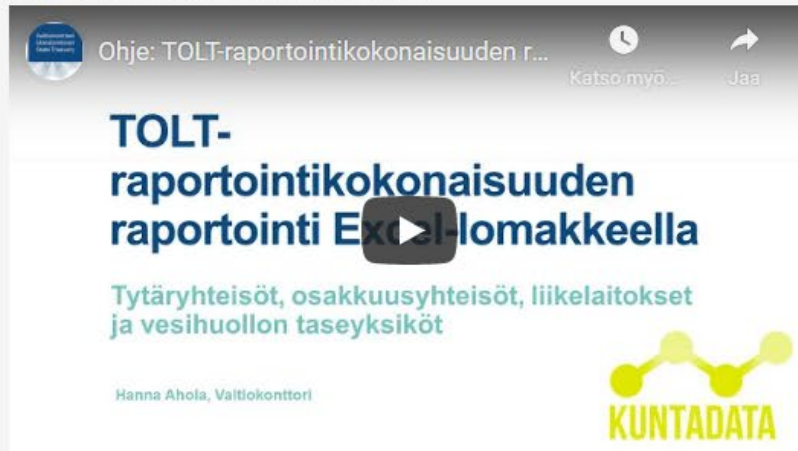 Ohje: TOLT-raportointikokonaisuuden r...
Katso myö...
Jaa
TOLT-
raportointikokonaisuuden
raportointi Excel-lomakkeella
Tytäryhteisöt, osakkuusyhteisöt, liikelaitokset
ja vesihuollon taseyksiköt
Hanna Ahola, Valtiokonttori
KUNTADATA